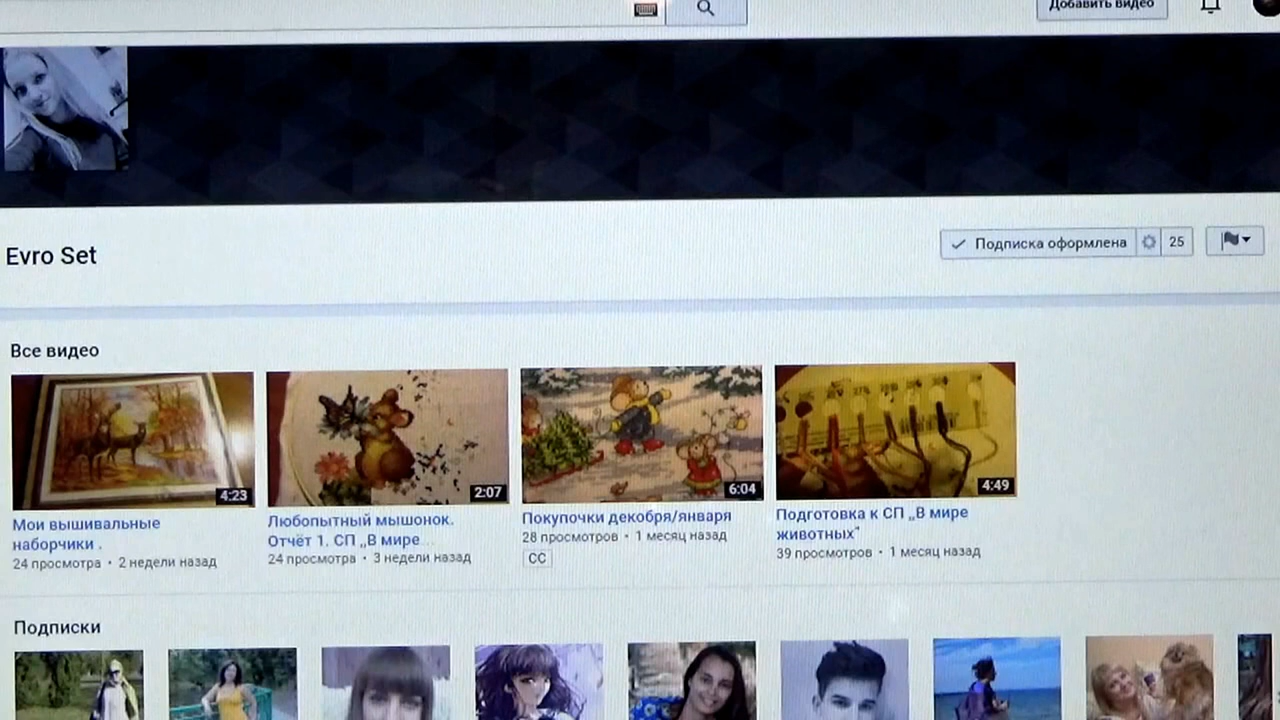 Добавить видео
Evro Set
Подписка оформлена 25
Все видео
4:23
2:07
6:04
4:49
Мои вышивальные
наборчики .
24 просмотра • 2 недели назад
Любопытный мышонок.
Отчёт 1. СП „В мире...
24 просмотра • 3 недели назад
Покупочки декобря/января
28 просмотров • 1 месяц назад
CC
Подготовка к СП „В мире
животных"
39 просмотров • 1 месяц назад
Подписки